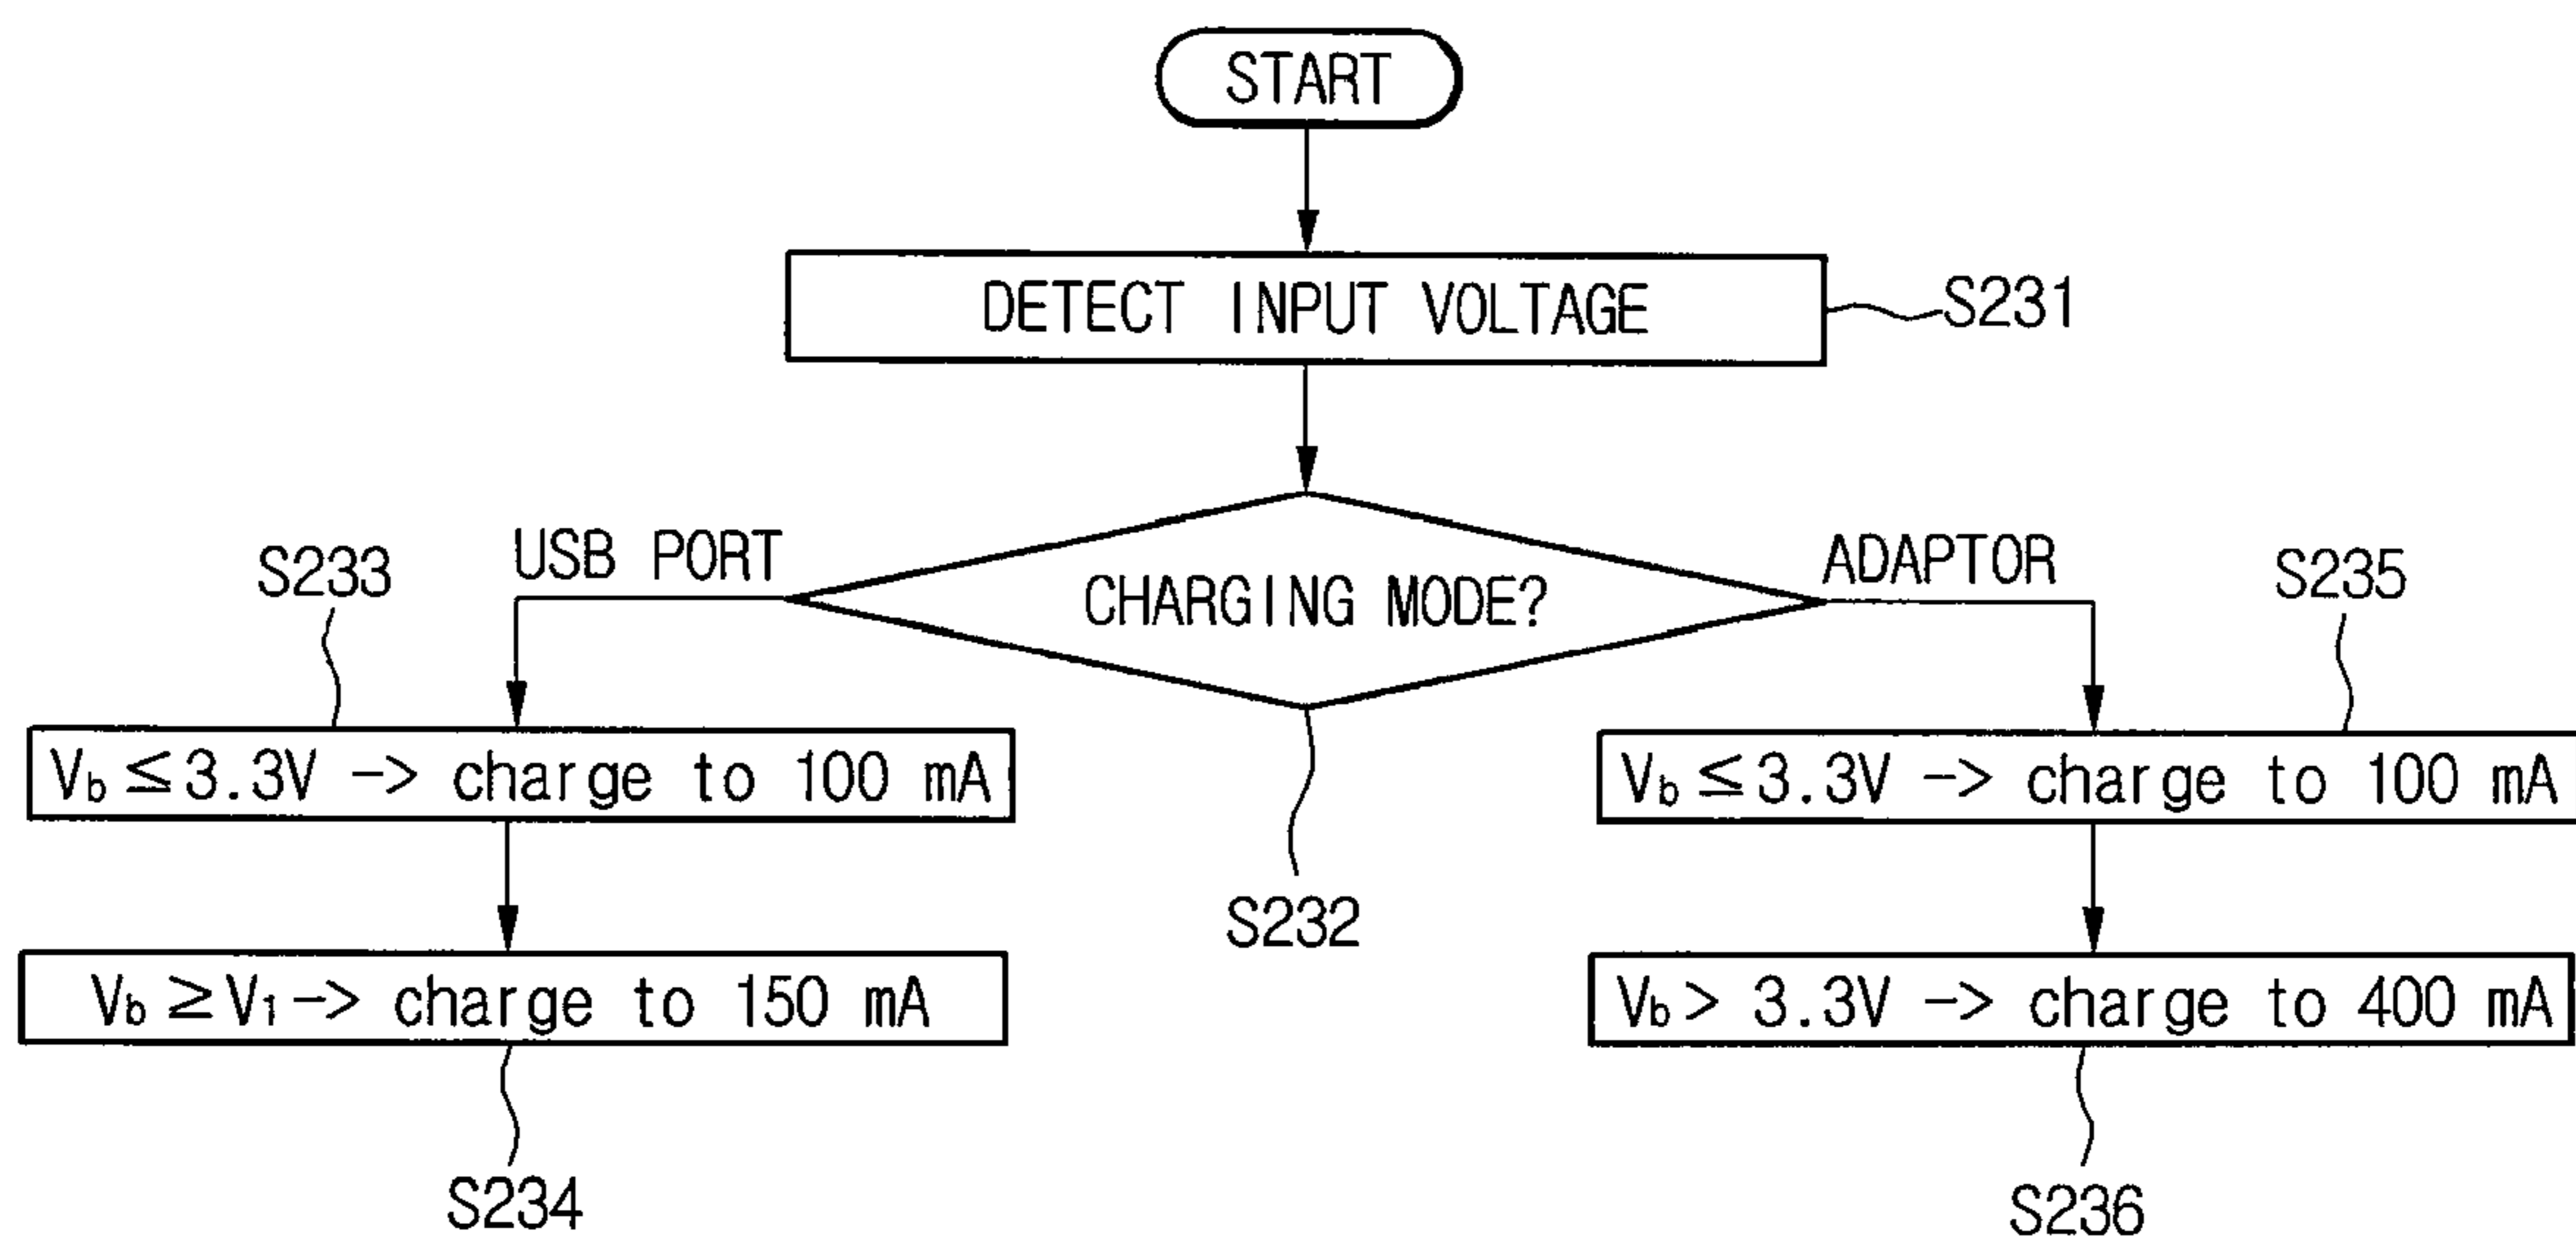 START
DETECT INPUT VOLTAGE
S231
USB PORT
ADAPTOR
S233
CHARGING MODE?
S235
Vb ≤ 3.3V -> charge to 100 mA
Vb ≤ 3.3V -> charge to 100 mA
S232
Vb ≥ V1 -> charge to 150 mA
Vb > 3.3V -> charge to 400 mA
S234
S236